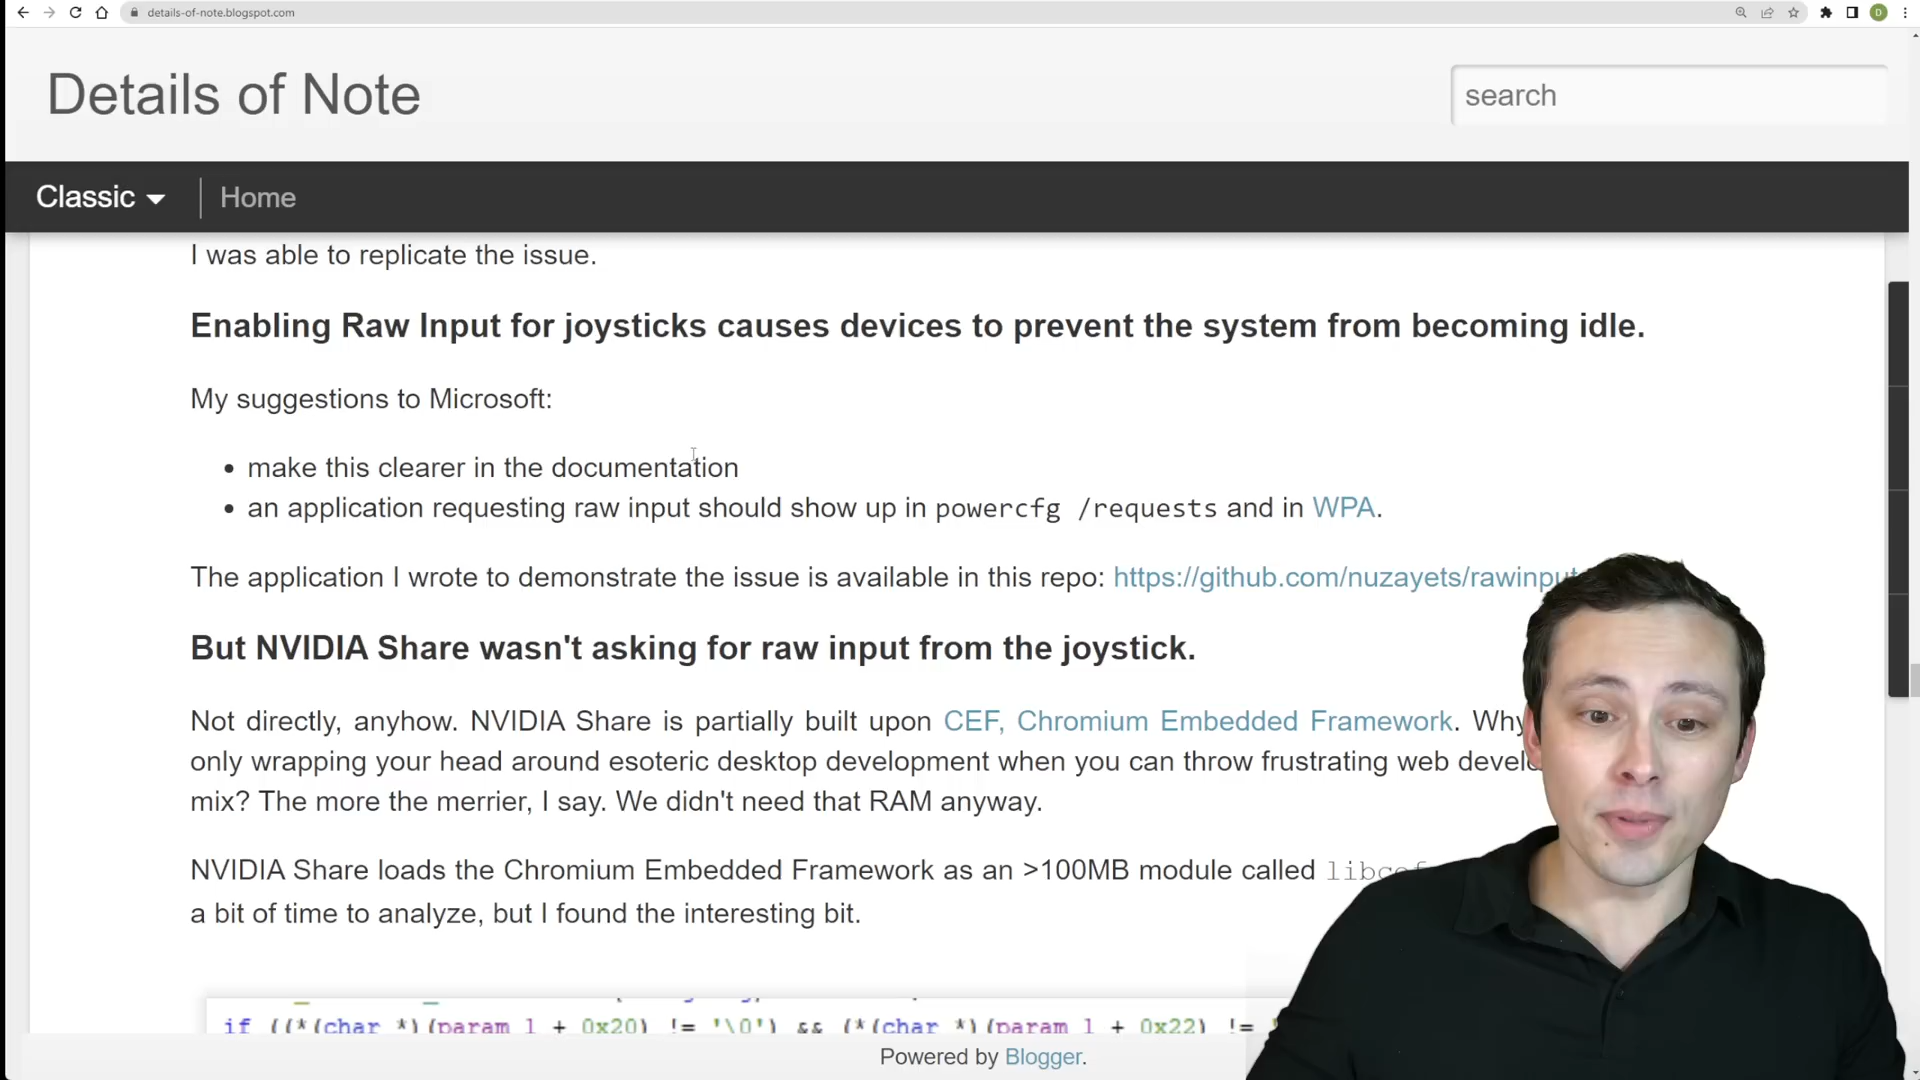 details-of-note.blogspot.com
D
Details of Note
search
Classic
Home
I was able to replicate the issue.
Enabling Raw Input for joysticks causes devices to prevent the system from becoming idle.
My suggestions to Microsoft:
• make this clearer in the documentation
• an application requesting raw input should show up in powercfg /requests and in WPA.
The application I wrote to demonstrate the issue is available in this repo: https://github.com/nuzayets/rawinput
But NVIDIA Share wasn't asking for raw input from the joystick.
Not directly, anyhow. NVIDIA Share is partially built upon CEF, Chromium Embedded Framework. Why
only wrapping your head around esoteric desktop development when you can throw frustrating web
mix? The more the merrier, I say. We didn't need that RAM anyway.
NVIDIA Share loads the Chromium Embedded Framework as an >100MB module called
a bit of time to analyze, but I found the interesting bit.
if ((*(char *)(param_1 + 0x20) != '\0') && (*(char *)(param_1 + 0x22) != '
Powered by Blogger.